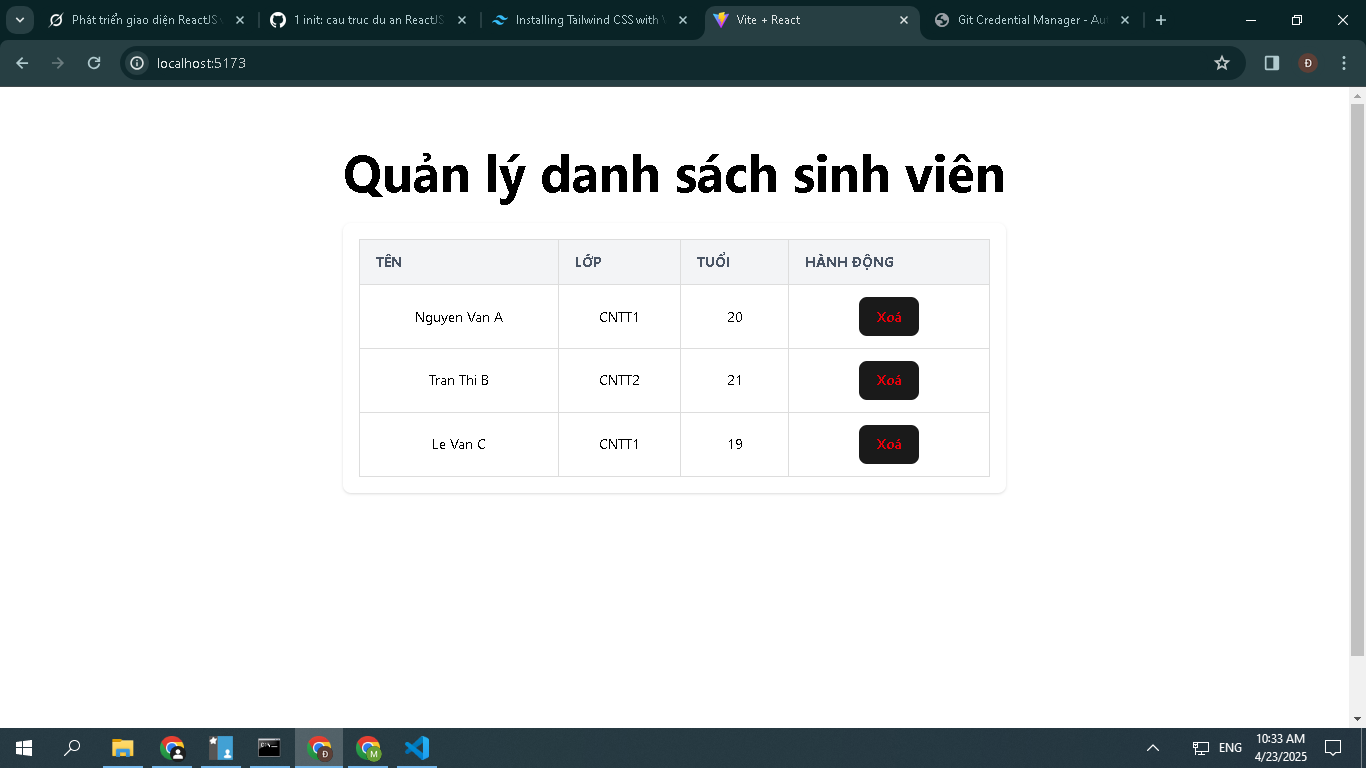 Phát triển giao diện ReactJS
1 init: cau truc du an ReactJS
Installing Tailwind CSS with
Vite + React
Git Credential Manager - Aut
localhost:5173
Đ
Quản lý danh sách sinh viên
TÊN LỚP TUỔI HÀNH ĐỘNG
Nguyen Van A CNTT1 20 Xoá
Tran Thi B CNTT2 21 Xoá
Le Van C CNTT1 19 Xoá
Đ
M
ENG
10:33 AM
4/23/2025